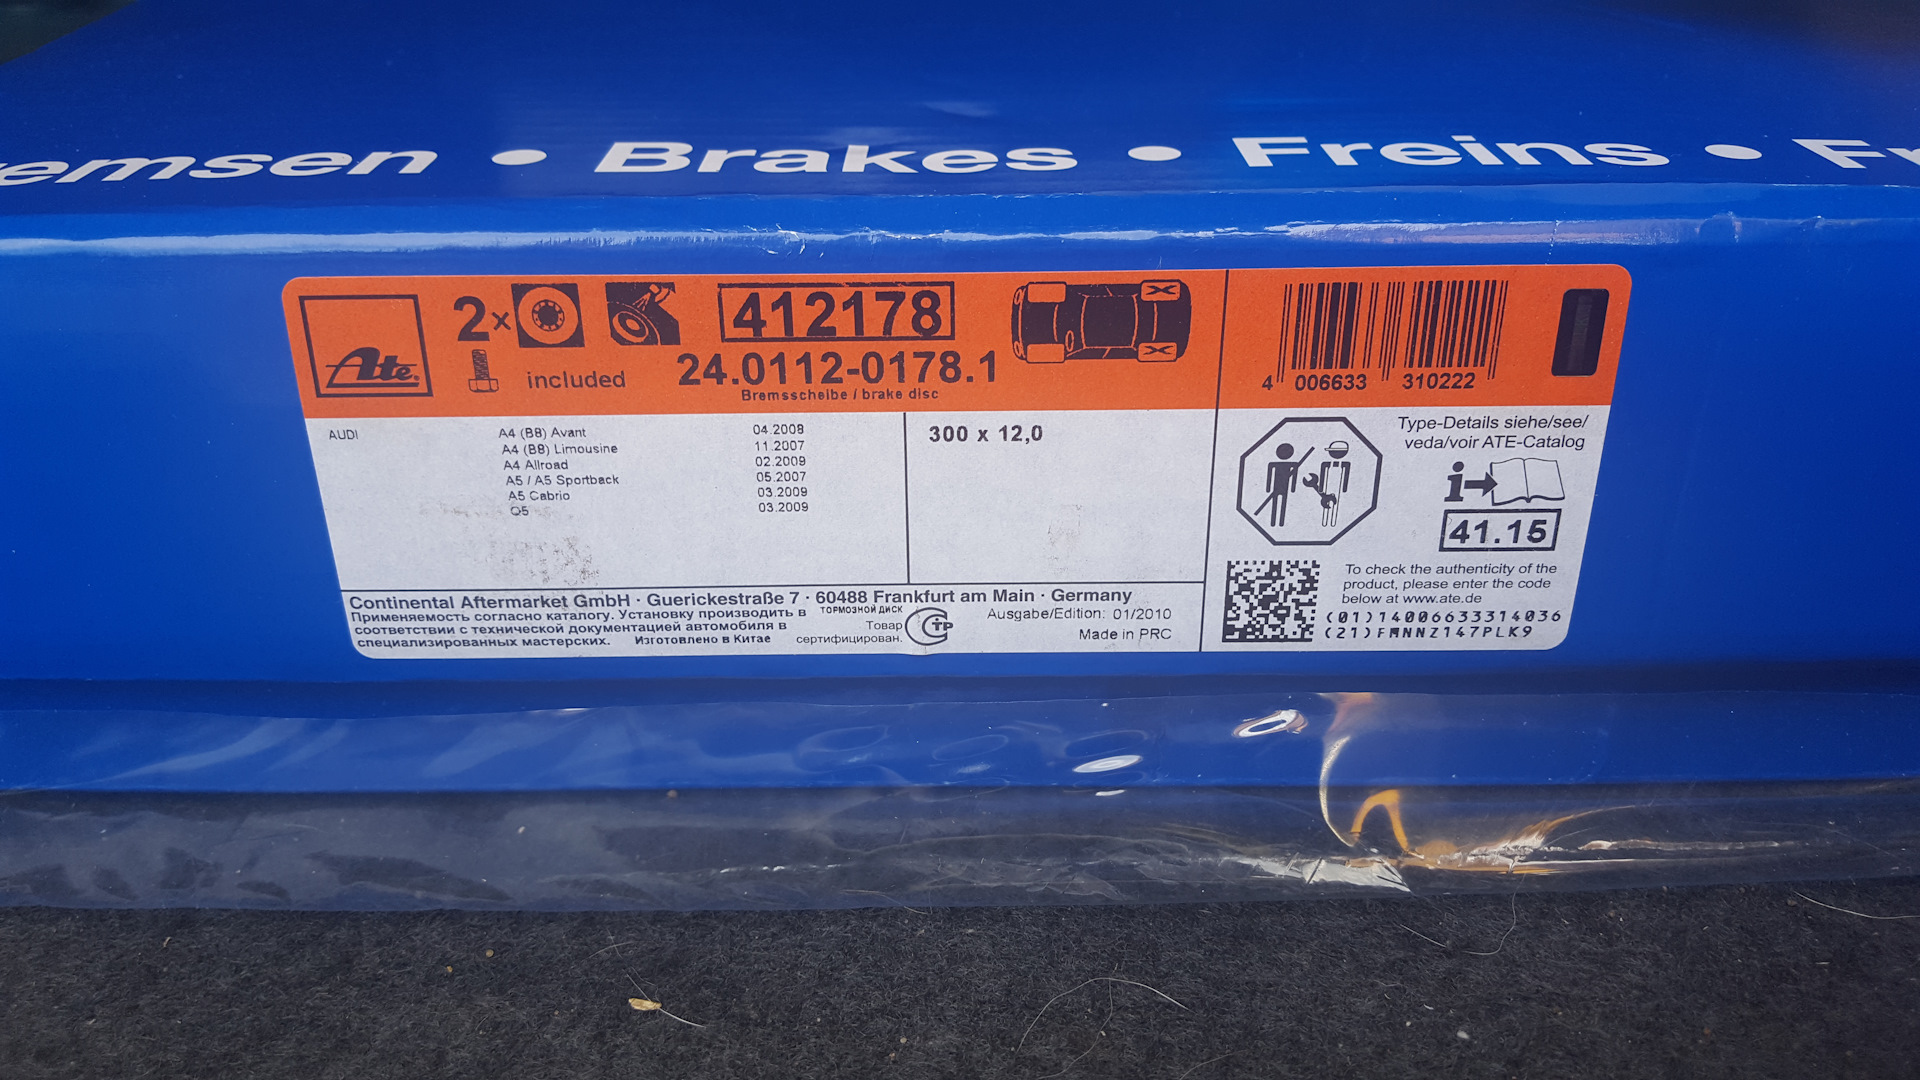 emsen • Brakes • Freins • Fr
Ate®
2x
included
412178
24.0112-0178.1
Bremsscheibe / brake disc
4 006633 310222
AUDI
A4 (B8) Avant 04.2008
A4 (B8) Limousine 11.2007
A4 Allroad 02.2009
A5 / A5 Sportback 05.2007
A5 Cabrio 03.2009
Q5 03.2009
300 x 12,0
Type-Details siehe/see/
veda/voir ATE-Catalog
i
41.15
To check the authenticity of the
product, please enter the code
below at www.ate.de
(01)14006633314036
(21)FMNNZ147PLK9
Continental Aftermarket GmbH · Guerickestraße 7 · 60488 Frankfurt am Main · Germany
Применяемость согласно каталогу. Установку производить в
соответствии с технической документацией автомобиля в
специализированных мастерских. Изготовлено в Китае
ТОРМОЗНОЙ ДИСК
Товар
сертифицирован.
СТР
Ausgabe/Edition: 01/2010
Made in PRC